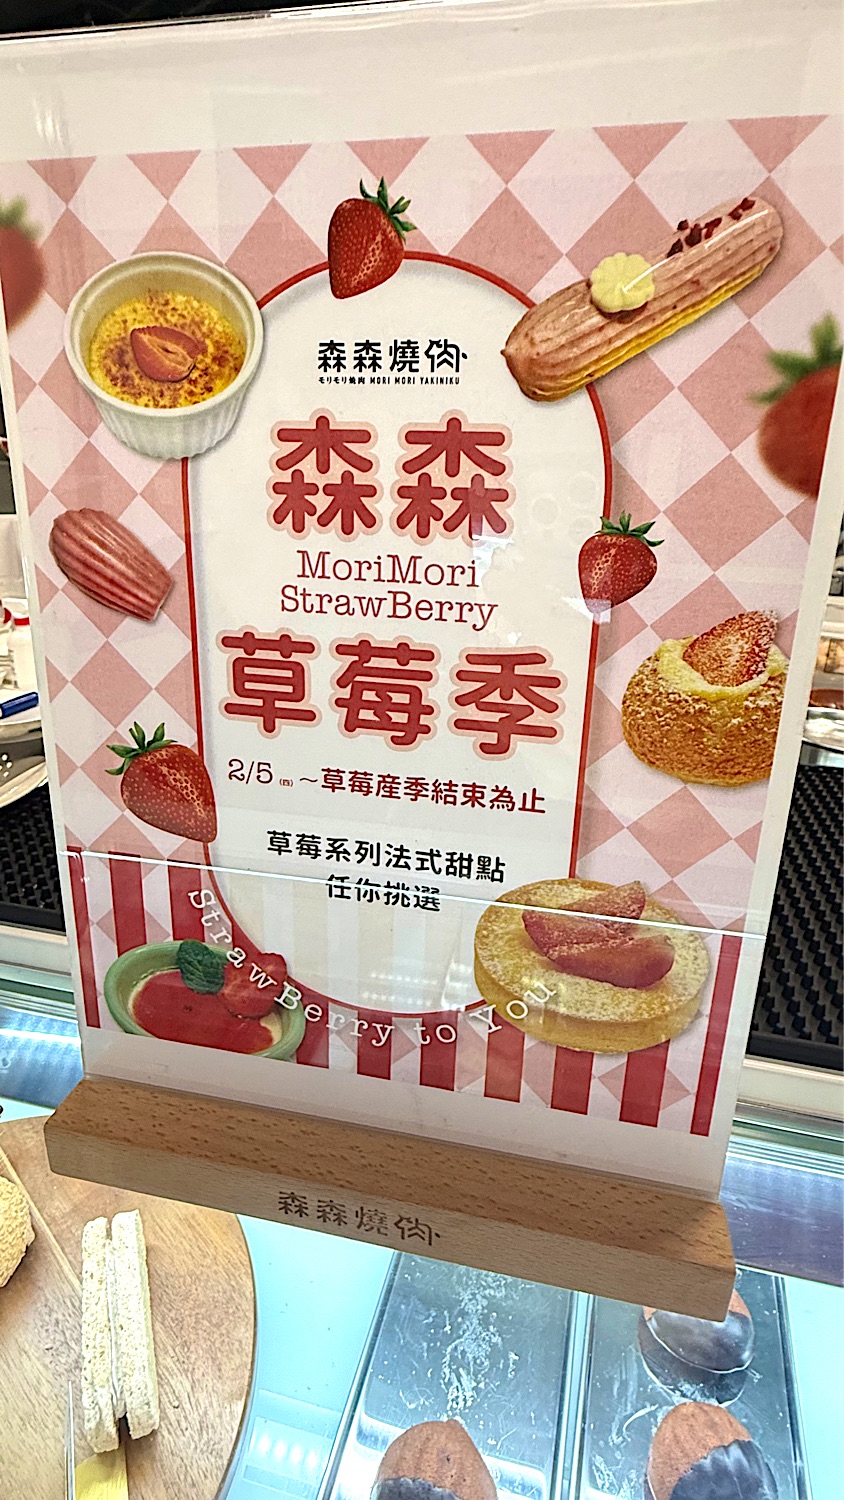 森森燒肉
モリモリ焼肉 MORI MORI YAKINIKU
森森
MoriMori
StrawBerry
草莓季
2/5 (四) ～草莓產季結束為止
草莓系列法式甜點
任你挑選
StrawBerry to You
森森燒肉